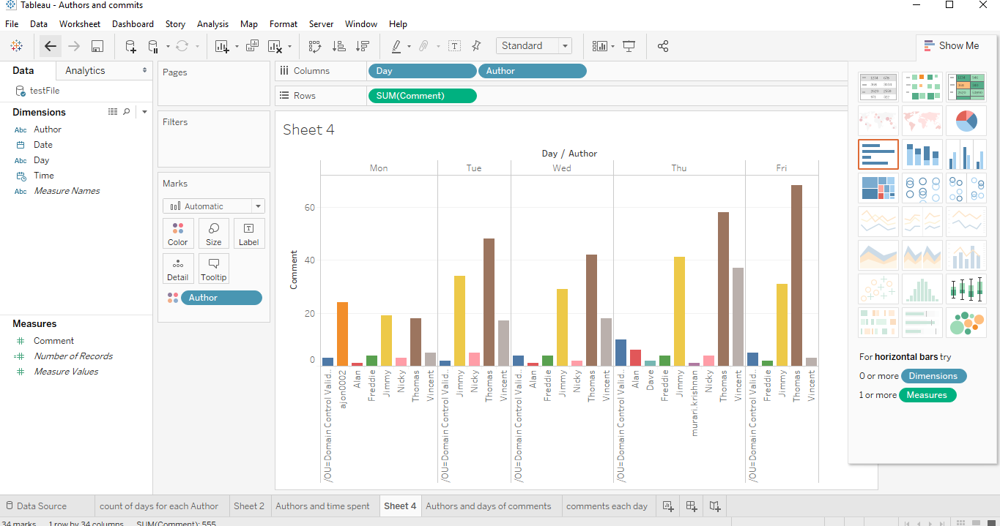 Tableau - Authors and commits
File Data Worksheet Dashboard Story Analysis Map Format Server Window Help
Standard
Show Me
Data Analytics
testFile
Dimensions
Abc Author
Date
Abc Day
Time
Abc Measure Names
Measures
Comment
Number of Records
Measure Values
Pages
Filters
Marks
Automatic
Color Size Label
Detail Tooltip
Author
Columns Day Author
Rows SUM(Comment)
Sheet 4
Day / Author
Mon Tue Wed Thu Fri
Comment
60
40
20
0
/OU=Domain Control Valid..
ajon0002
Alan
Freddie
Jimmy
Nicky
Thomas
Vincent
/OU=Domain Control Valid..
Jimmy
Nicky
Thomas
Vincent
/OU=Domain Control Valid..
Alan
Freddie
Jimmy
Nicky
Thomas
Vincent
/OU=Domain Control Valid..
Alan
Dave
Freddie
Jimmy
murari.krishnan
Nicky
Thomas
Vincent
/OU=Domain Control Valid..
Freddie
Jimmy
Thomas
Vincent
For horizontal bars try
0 or more Dimensions
1 or more Measures
Data Source count of days for each Author Sheet 2 Authors and time spent Sheet 4 Authors and days of comments comments each day
34 marks 1 row by 34 columns SUM(Comment): 555